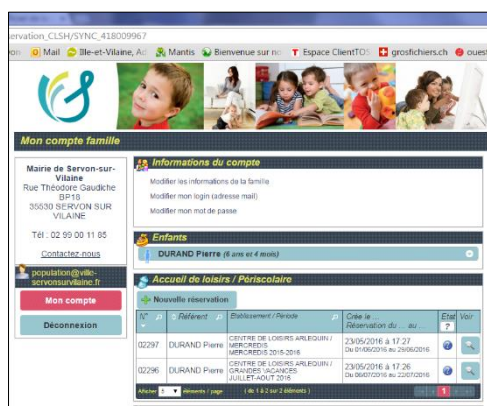 ervation_CLSH/SYNC_418009967
Mail
Ille-et-Vilaine,
Mantis
Bienvenue sur no
Espace ClientTOS
grosfichiers.ch
ouest
Mon compte famille
Mairie de Servon-sur-
Vilaine
Rue Théodore Gaudiche
BP18
35530 SERVON SUR
VILAINE
Tél : 02 99 00 11 85
Contactez-nous
population@ville-
servonsurvilaine.fr
Mon compte
Déconnexion
Informations du compte
Modifier les informations de la famille
Modifier mon login (adresse mail)
Modifier mon mot de passe
Enfants
DURAND Pierre (6 ans et 4 mois)
Accueil de loisirs / Périscolaire
Nouvelle réservation
N° Référent Etablissement / Période Crée le ... Etat Voir
Réservation du ... au ... ?
02297 DURAND Pierre CENTRE DE LOISIRS ARLEQUIN / 23/05/2016 à 17:27
MERCREDIS Du 01/06/2016 au 29/06/2016
MERCREDIS 2015-2016
02296 DURAND Pierre CENTRE DE LOISIRS ARLEQUIN / 23/05/2016 à 17:26
GRANDES VACANCES Du 06/07/2016 au 22/07/2016
JUILLET-AOUT 2016
Afficher 5 éléments / page (de 1 à 2 sur 2 éléments) 1